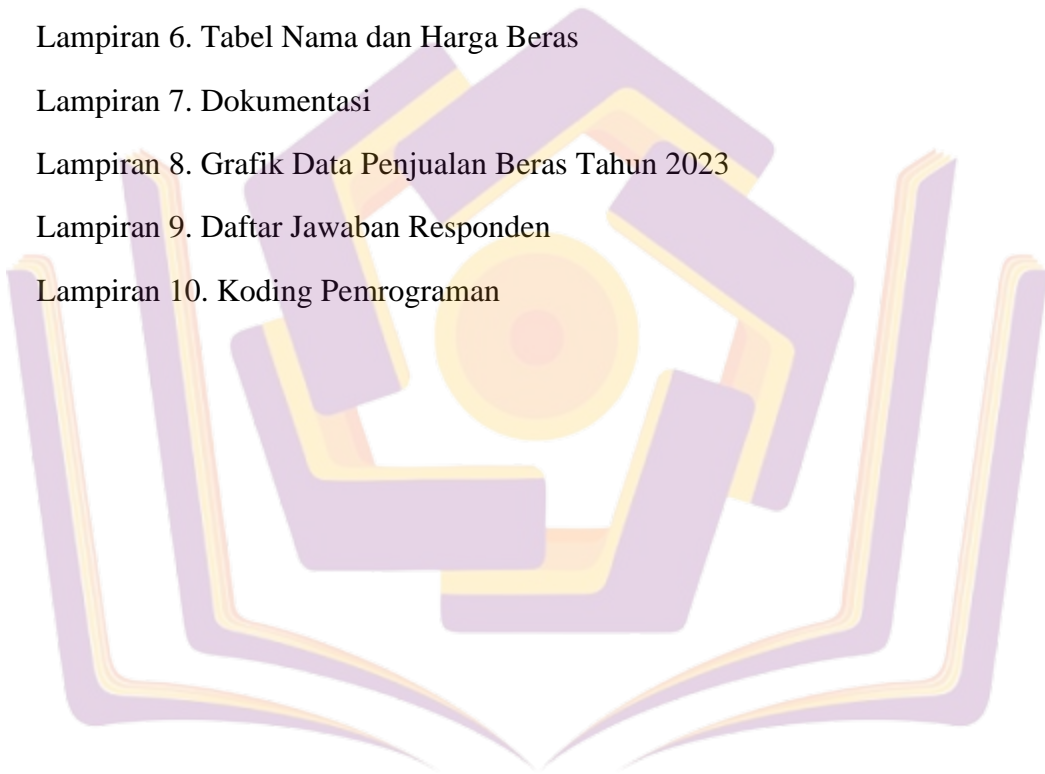 Lampiran 6. Tabel Nama dan Harga Beras
Lampiran 7. Dokumentasi
Lampiran 8. Grafik Data Penjualan Beras Tahun 2023
Lampiran 9. Daftar Jawaban Responden
Lampiran 10. Koding Pemrograman